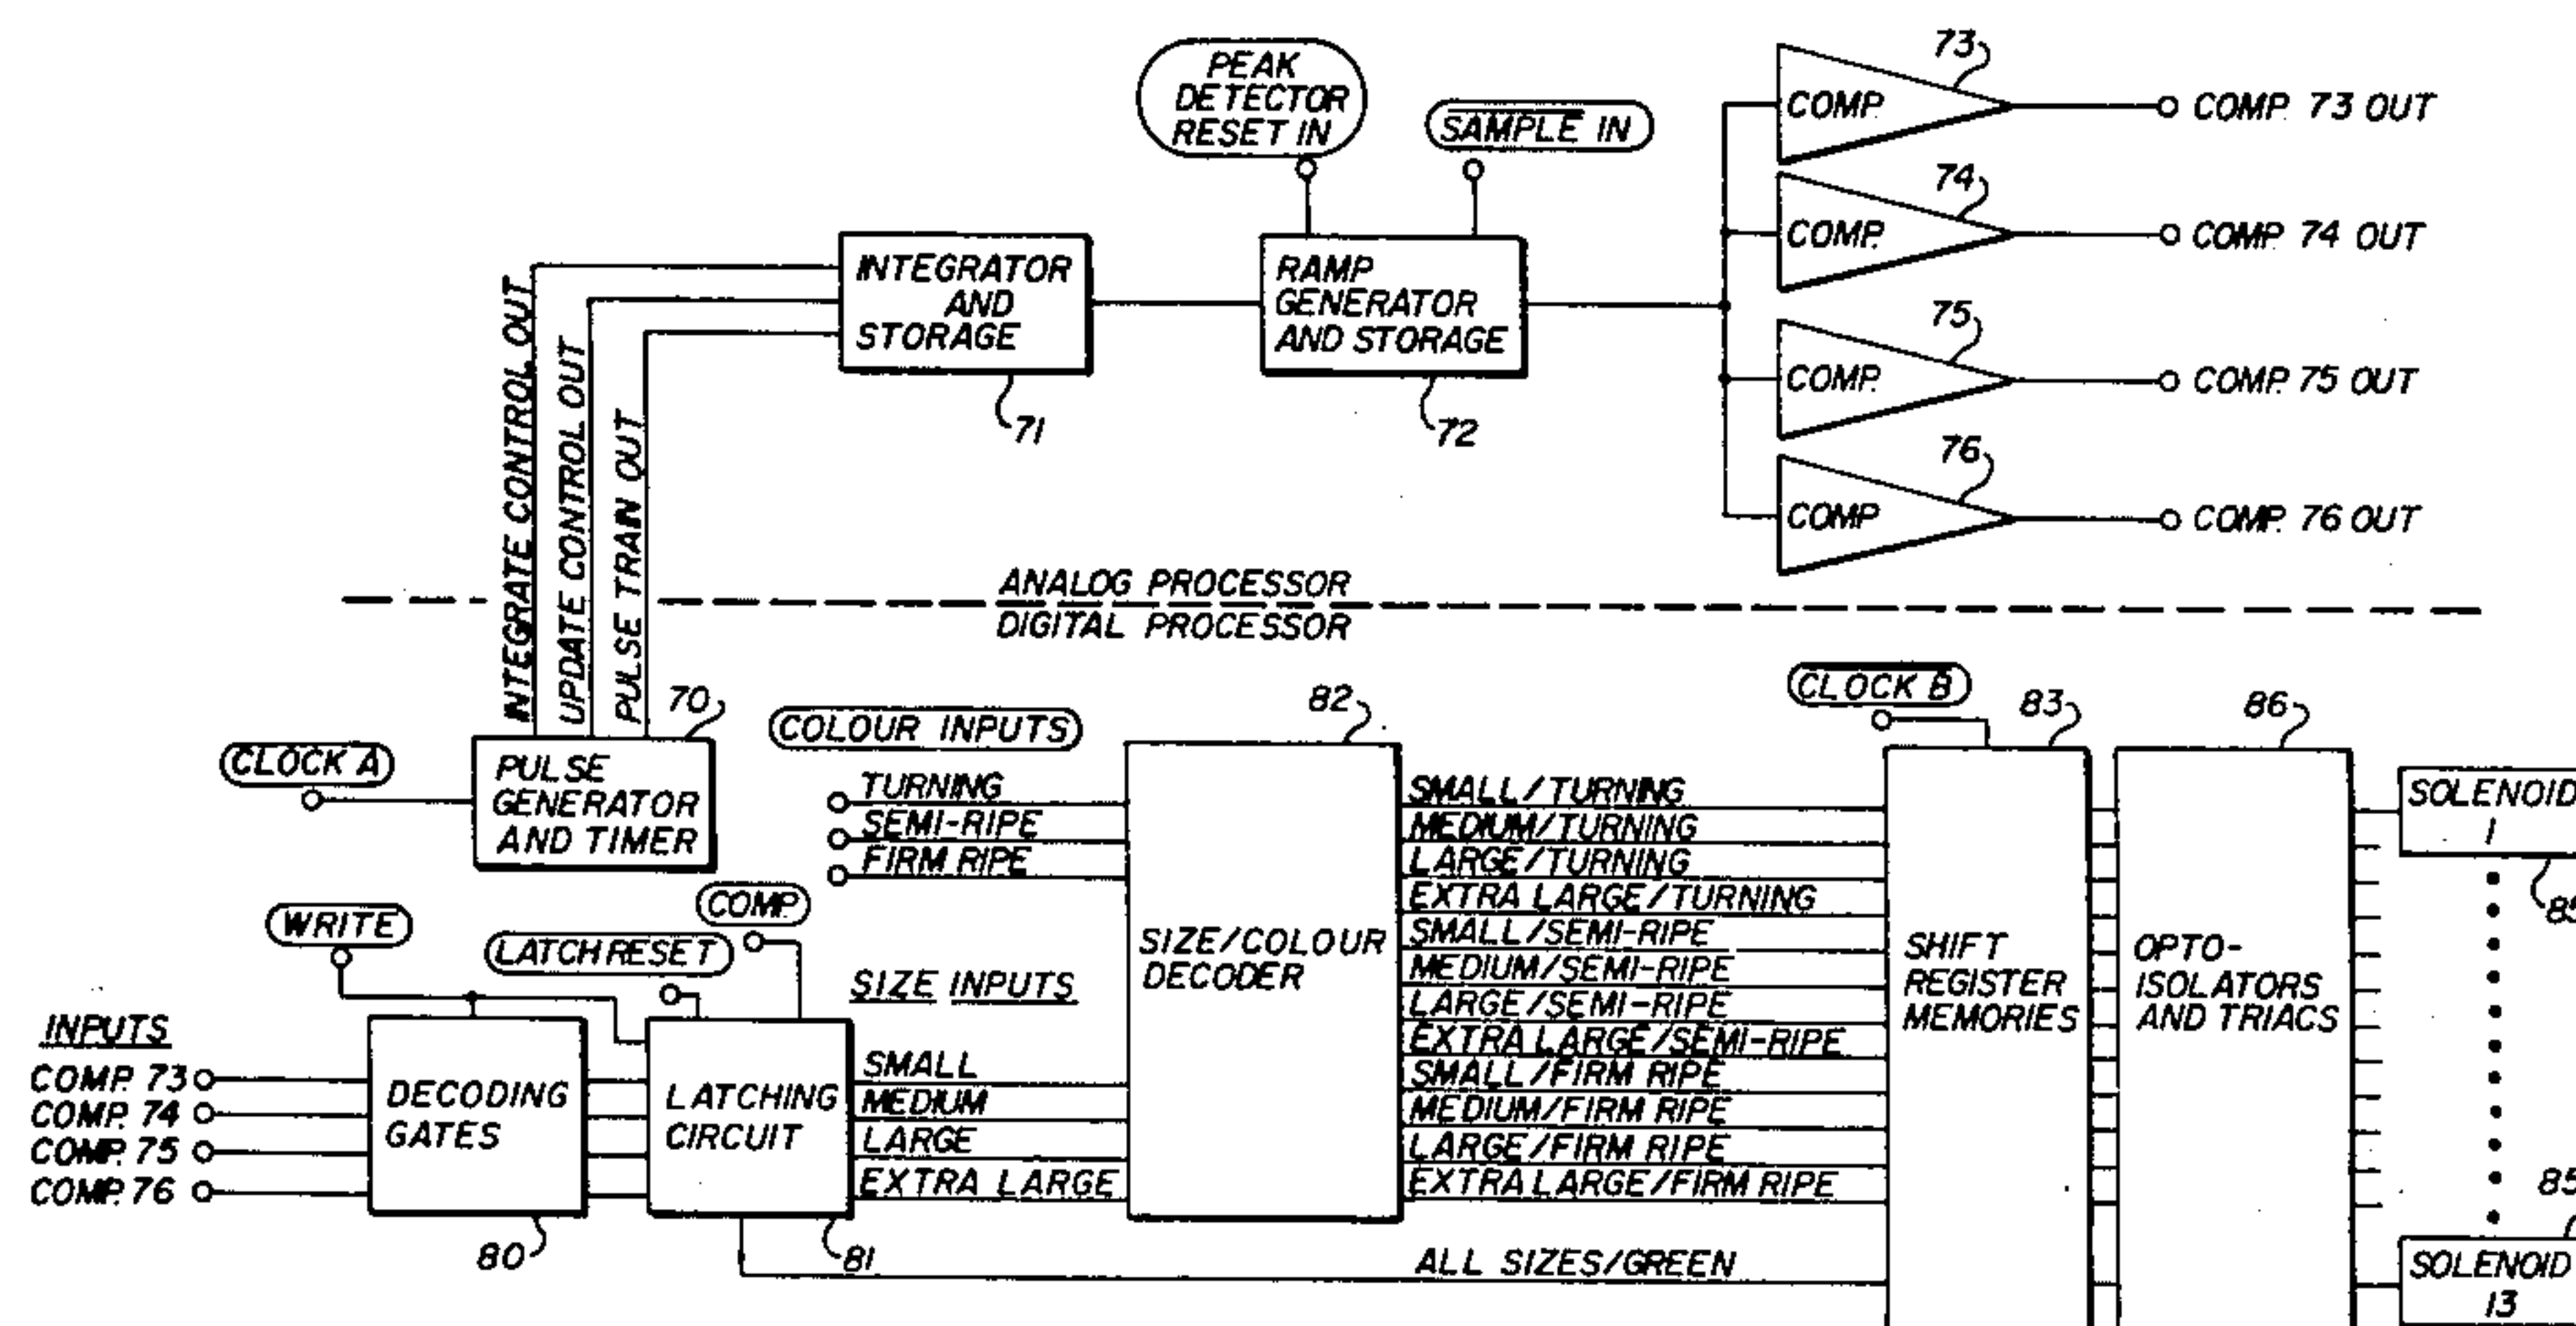 PEAK
DETECTOR
RESET IN
SAMPLE IN
73
COMP.
COMP. 73 OUT
74
COMP.
COMP. 74 OUT
75
COMP.
COMP. 75 OUT
76
COMP
COMP. 76 OUT
INTEGRATOR
AND
STORAGE
71
RAMP
GENERATOR
AND STORAGE
72
INTEGRATE CONTROL OUT
UPDATE CONTROL OUT
PULSE TRAIN OUT
ANALOG PROCESSOR
DIGITAL PROCESSOR
CLOCK A
70
PULSE
GENERATOR
AND TIMER
COLOUR INPUTS
TURNING
SEMI-RIPE
FIRM RIPE
82
SIZE/COLOUR
DECODER
CLOCK B
83
SHIFT
REGISTER
MEMORIES
86
OPTO-
ISOLATORS
AND TRIACS
SOLENOID
1
SMALL/TURNING
MEDIUM/TURNING
LARGE/TURNING
EXTRA LARGE/TURNING
SMALL/SEMI-RIPE
MEDIUM/SEMI-RIPE
LARGE/SEMI-RIPE
EXTRA LARGE/SEMI-RIPE
SMALL/FIRM RIPE
MEDIUM/FIRM RIPE
LARGE/FIRM RIPE
EXTRA LARGE/FIRM RIPE
ALL SIZES/GREEN
WRITE
LATCH RESET
COMP.
INPUTS
COMP. 73
COMP. 74
COMP. 75
COMP. 76
DECODING
GATES
80
LATCHING
CIRCUIT
81
SIZE INPUTS
SMALL
MEDIUM
LARGE
EXTRA LARGE
85
SOLENOID
13